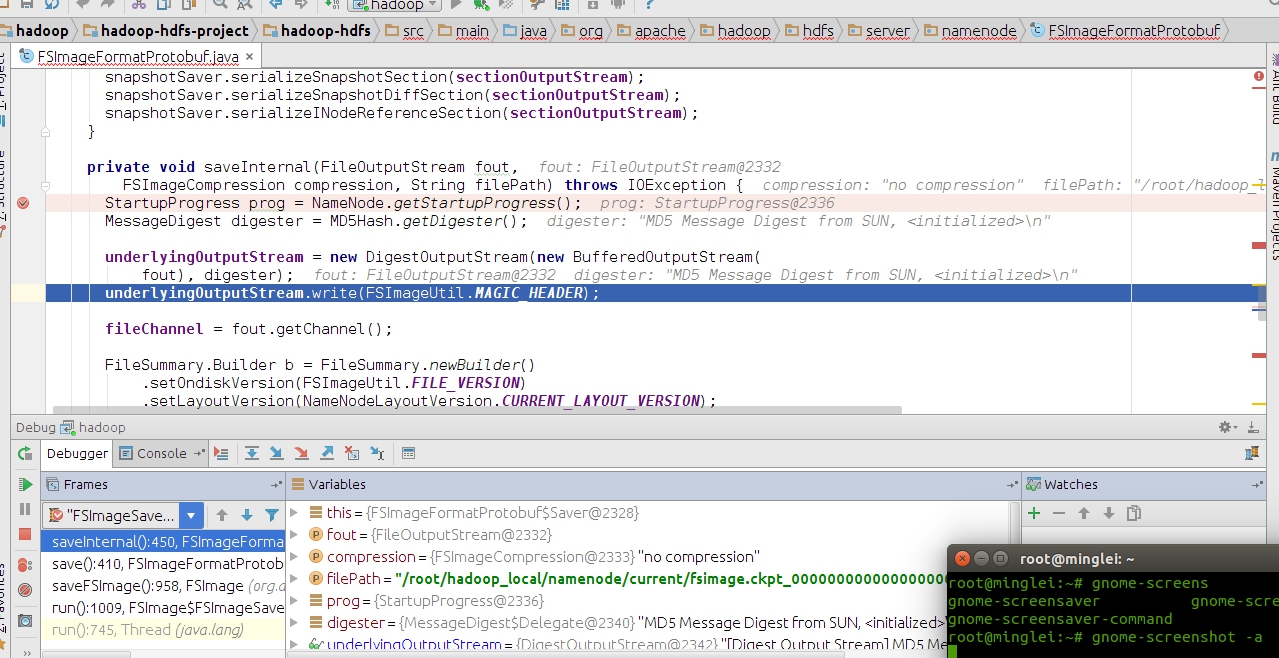 hadoop
hadoop hadoop-hdfs-project hadoop-hdfs src main java org apache hadoop hdfs server namenode FSImageFormatProtobuf
FSImageFormatProtobuf.java ×
snapshotSaver.serializeSnapshotSection(sectionOutputStream);
snapshotSaver.serializeSnapshotDiffSection(sectionOutputStream);
snapshotSaver.serializeINodeReferenceSection(sectionOutputStream);
}
private void saveInternal(FileOutputStream fout, fout: FileOutputStream@2332
FSImageCompression compression, String filePath) throws IOException { compression: "no compression" filePath: "/root/hadoop_l
StartupProgress prog = NameNode.getStartupProgress(); prog: StartupProgress@2336
MessageDigest digester = MD5Hash.getDigester(); digester: "MD5 Message Digest from SUN, <initialized>\n"
underlyingOutputStream = new DigestOutputStream(new BufferedOutputStream(
fout), digester); fout: FileOutputStream@2332 digester: "MD5 Message Digest from SUN, <initialized>\n"
underlyingOutputStream.write(FSImageUtil.MAGIC_HEADER);
fileChannel = fout.getChannel();
FileSummary.Builder b = FileSummary.newBuilder()
.setOndiskVersion(FSImageUtil.FILE_VERSION)
.setLayoutVersion(NameNodeLayoutVersion.CURRENT_LAYOUT_VERSION);
1: Project
7: Structure
2: Favorites
Ant Build
Maven Projects
Debug hadoop
Debugger Console
Frames
"FSImageSave...
saveInternal():450, FSImageForma
save():410, FSImageFormatProtob
saveFSImage():958, FSImage (org.a
run():1009, FSImage$FSImageSave
run():745, Thread (java.lang)
Variables
this = {FSImageFormatProtobuf$Saver@2328}
fout = {FileOutputStream@2332}
compression = {FSImageCompression@2333} "no compression"
filePath = "/root/hadoop_local/namenode/current/fsimage.ckpt_0000000000000000
prog = {StartupProgress@2336}
digester = {MessageDigest$Delegate@2340} "MD5 Message Digest from SUN, <initialized>
underlyingOutputStream = {DigestOutputStream@2342} "[Digest Output Stream] MD5 Me
Watches
root@minglei: ~
root@minglei:~# gnome-screens
gnome-screensaver gnome-scre
gnome-screensaver-command
root@minglei:~# gnome-screenshot -a